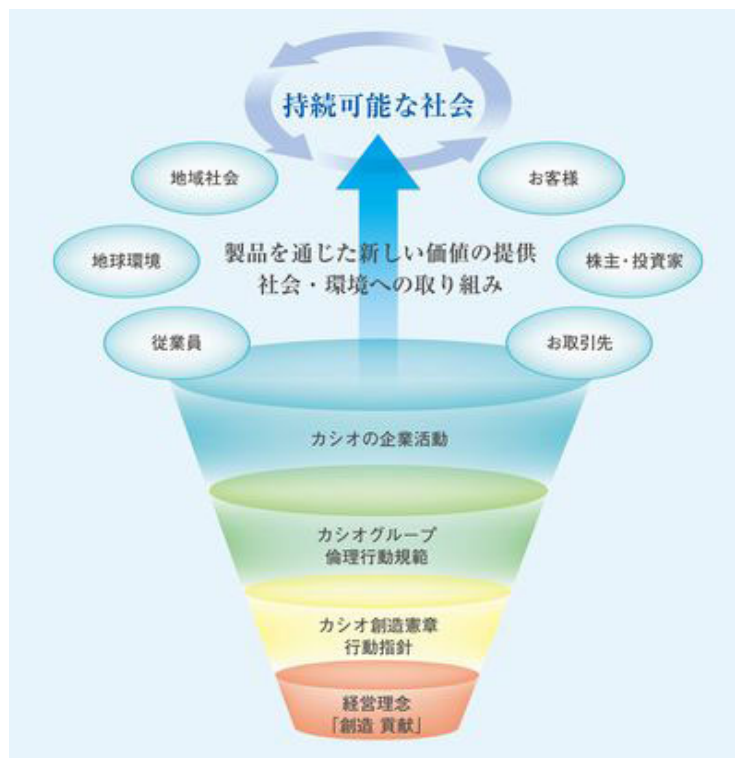 持続可能な社会
地域社会
お客様
地球環境
製品を通じた新しい価値の提供
社会・環境への取り組み
株主・投資家
従業員
お取引先
カシオの企業活動
カシオグループ
倫理行動規範
カシオ創造憲章
行動指針
経営理念
「創造 貢献」